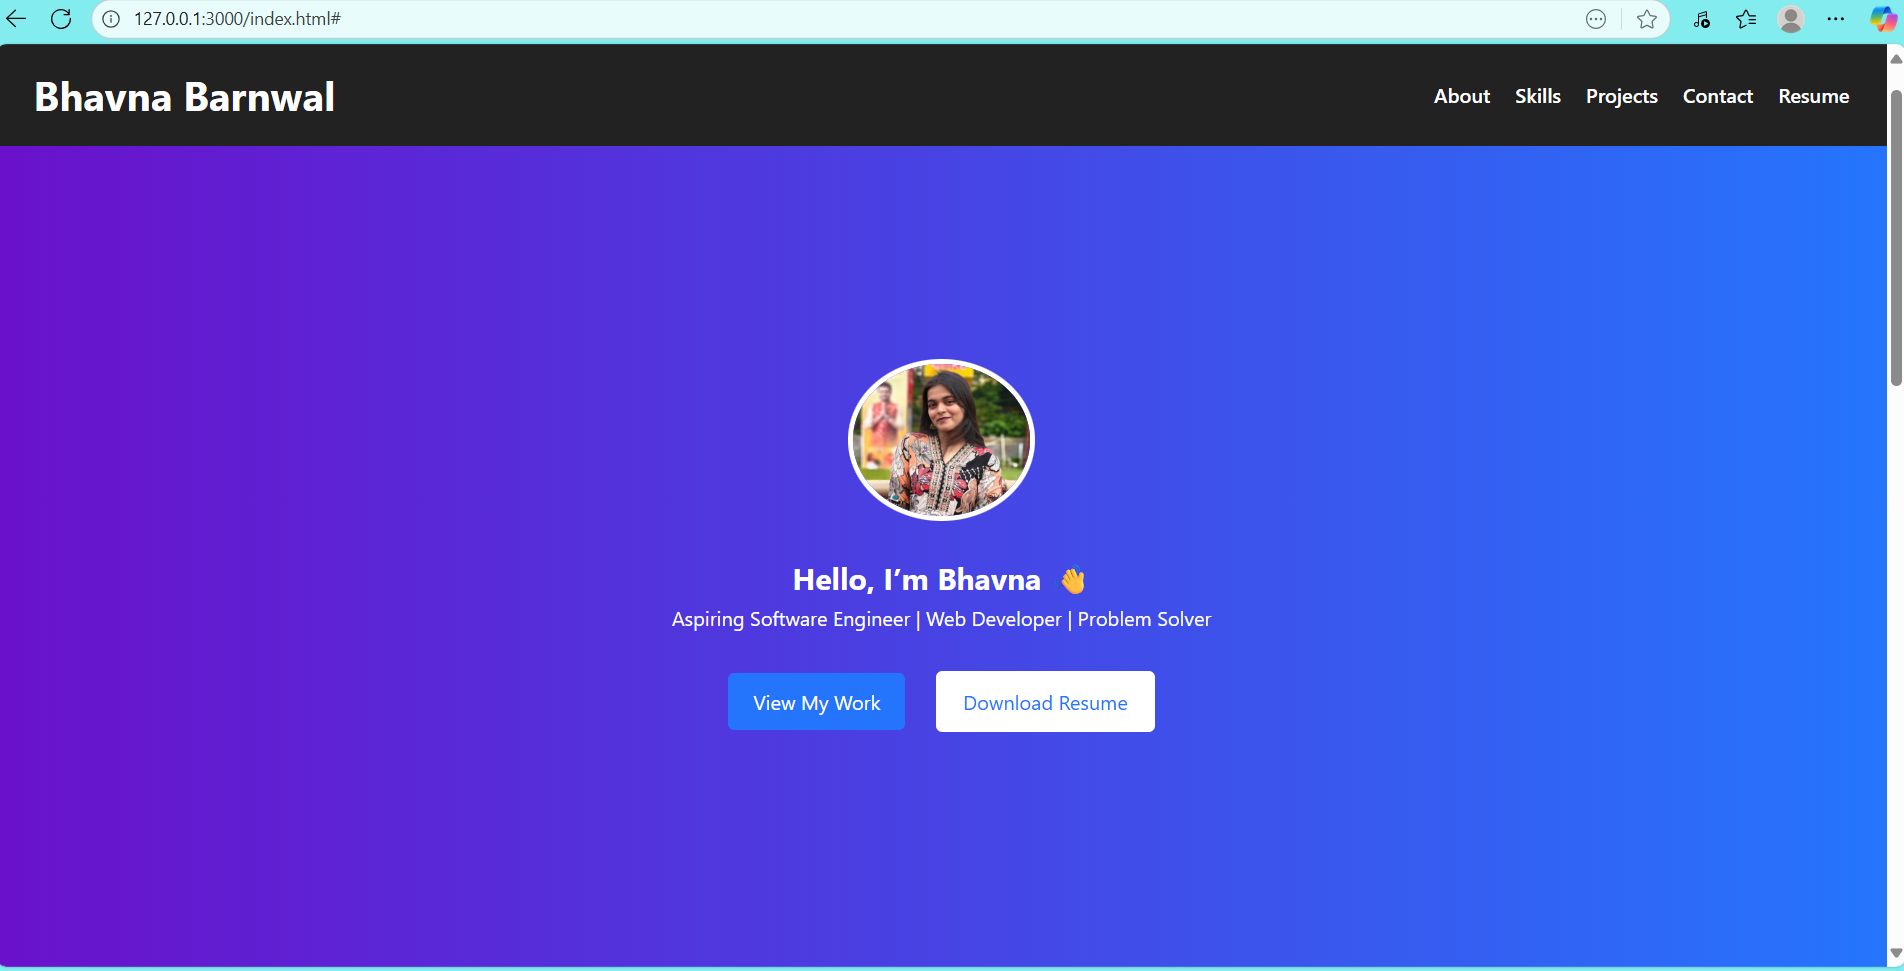 127.0.0.1:3000/index.html#
Bhavna Barnwal
About Skills Projects Contact Resume
Hello, I’m Bhavna 👋
Aspiring Software Engineer | Web Developer | Problem Solver
View My Work Download Resume